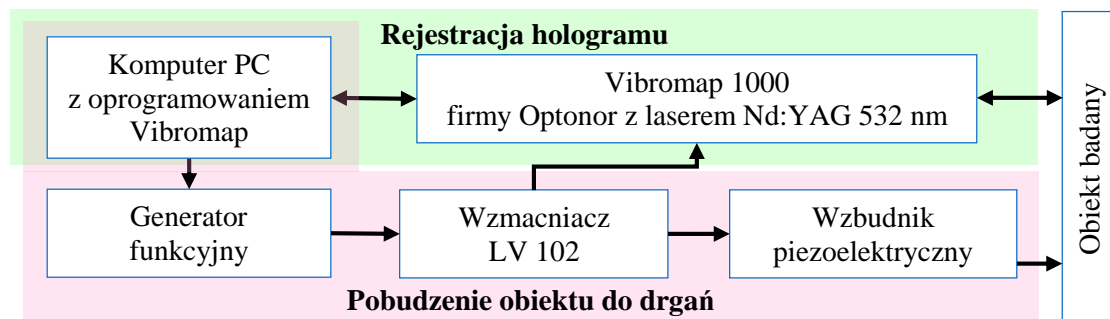 Rejestracja hologramu
Komputer PC
z oprogramowaniem
Vibromap
Vibromap 1000
firmy Optonor z laserem Nd:YAG 532 nm
Obiekt badany
Generator
funkcyjny
Wzmacniacz
LV 102
Wzbudnik
piezoelektryczny
Pobudzenie obiektu do drgań